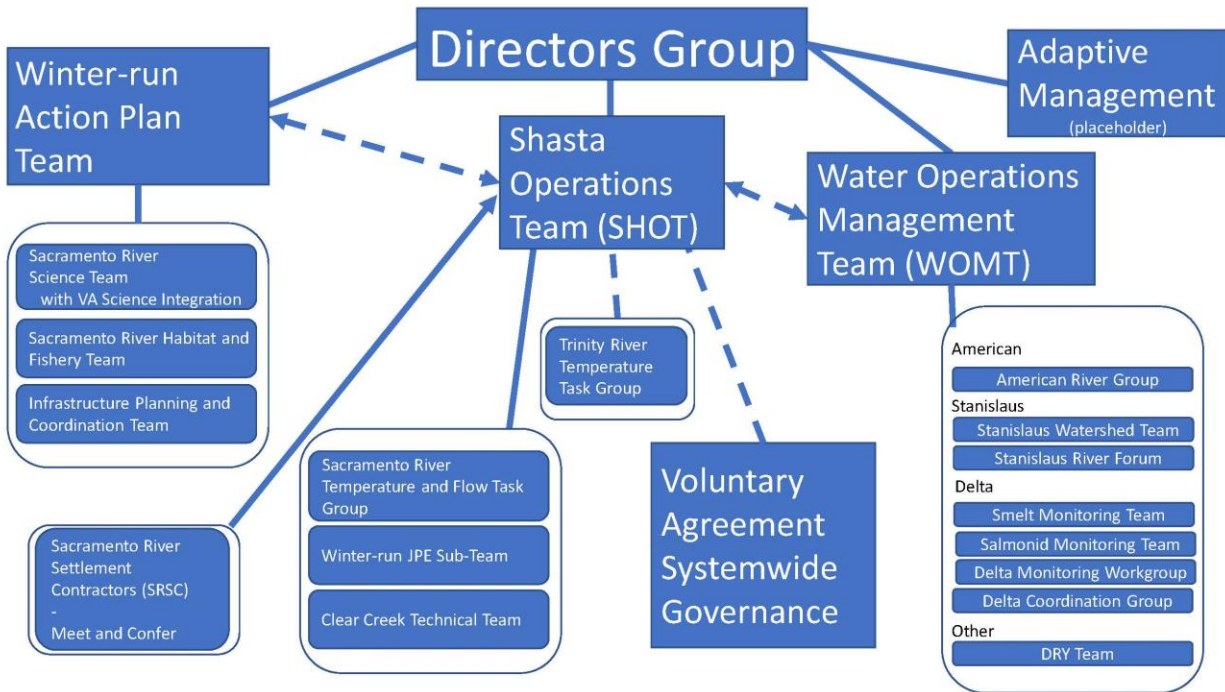 Directors Group
Winter-run
Action Plan
Team
Adaptive
Management
(placeholder)
Shasta
Operations
Team (SHOT)
Water Operations
Management
Team (WOMT)
Sacramento River
Science Team
with VA Science Integration
Sacramento River Habitat and
Fishery Team
Infrastructure Planning and
Coordination Team
Trinity River
Temperature
Task Group
Sacramento River
Settlement
Contractors (SRSC)
-
Meet and Confer
Sacramento River
Temperature and Flow Task
Group
Winter-run JPE Sub-Team
Clear Creek Technical Team
Voluntary
Agreement
Systemwide
Governance
American
American River Group
Stanislaus
Stanislaus Watershed Team
Stanislaus River Forum
Delta
Smelt Monitoring Team
Salmonid Monitoring Team
Delta Monitoring Workgroup
Delta Coordination Group
Other
DRY Team